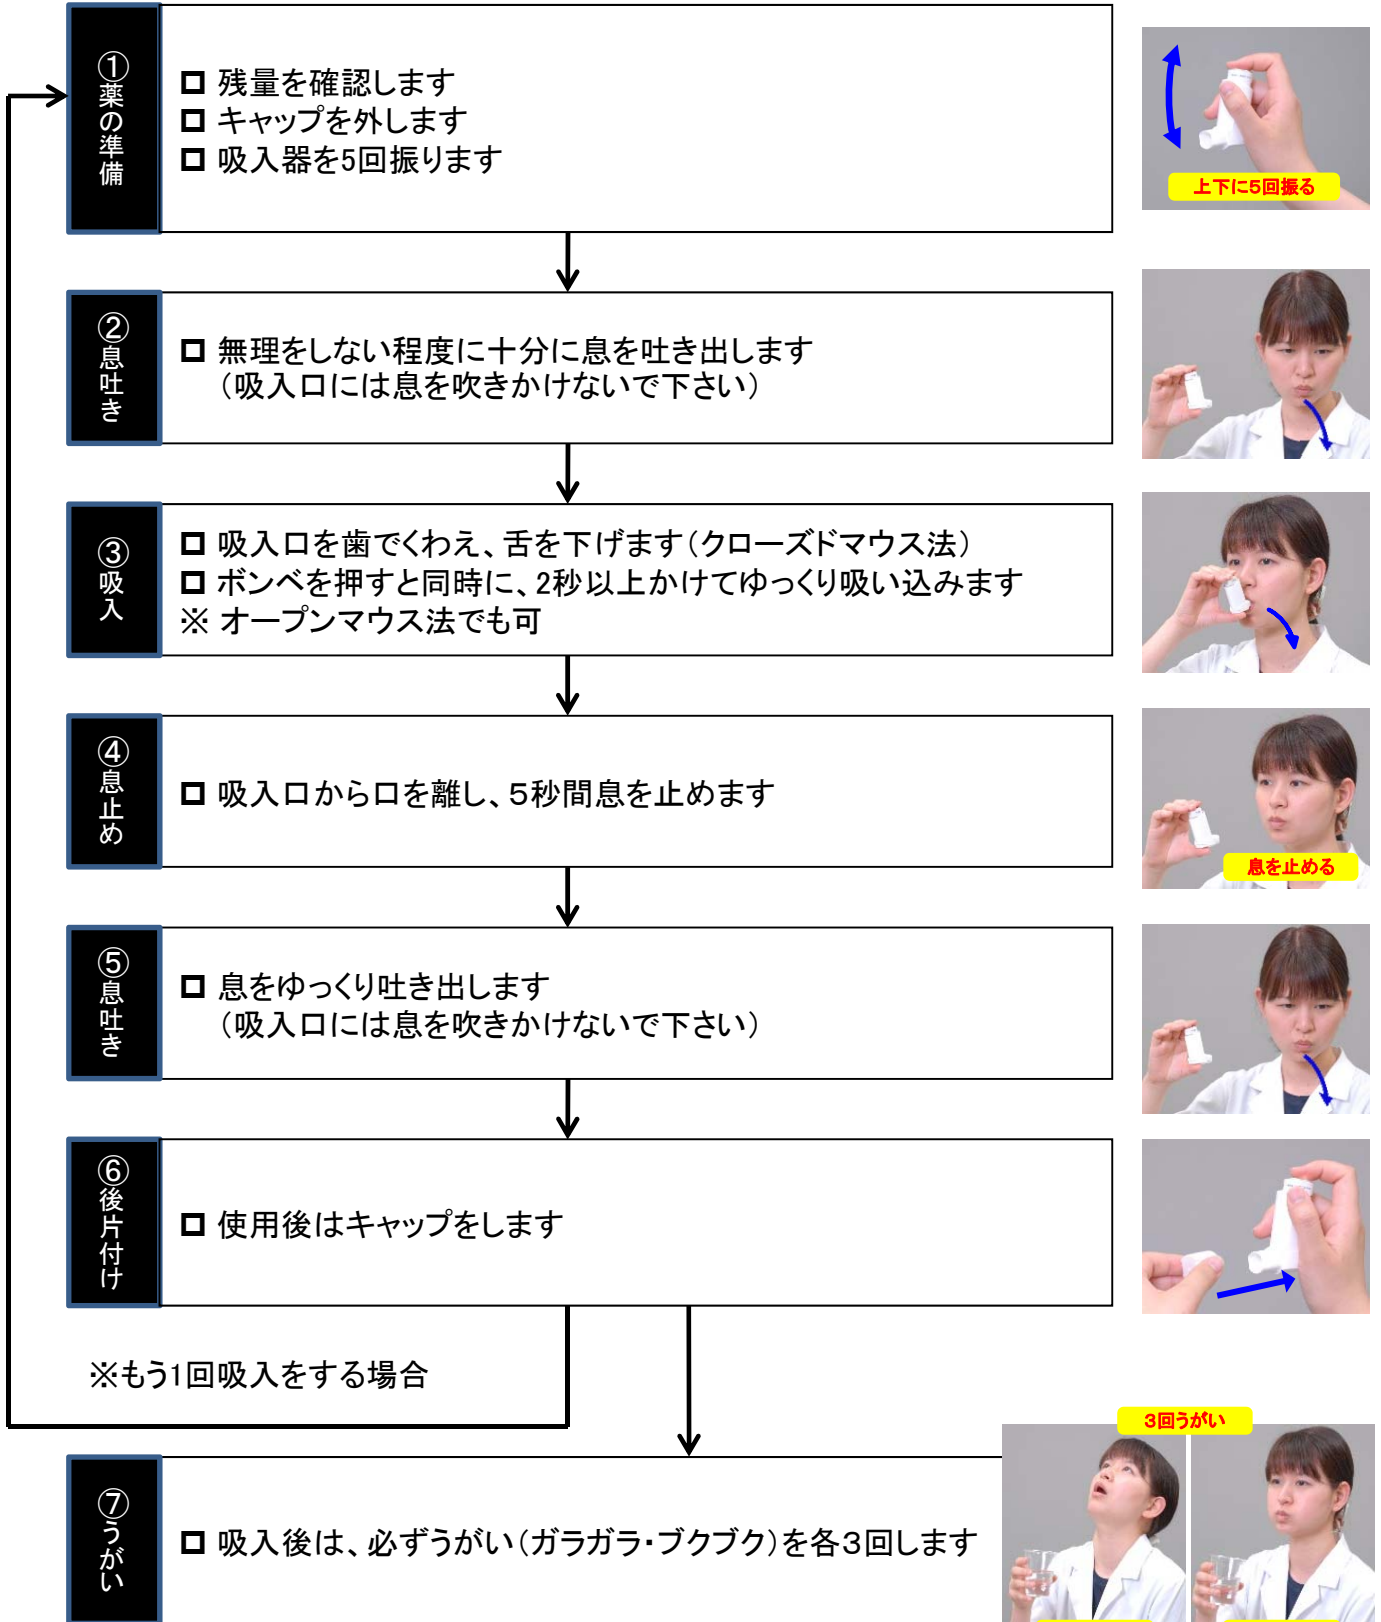 ①薬の準備
□ 残量を確認します
□ キャップを外します
□ 吸入器を5回振ります
上下に5回振る
②息吐き
□ 無理をしない程度に十分に息を吐き出します
（吸入口には息を吹きかけないで下さい）
③吸入
□ 吸入口を歯でくわえ、舌を下げます（クローズドマウス法）
□ ボンベを押すと同時に、2秒以上かけてゆっくり吸い込みます
※ オープンマウス法でも可
④息止め
□ 吸入口から口を離し、５秒間息を止めます
息を止める
⑤息吐き
□ 息をゆっくり吐き出します
（吸入口には息を吹きかけないで下さい）
⑥後片付け
□ 使用後はキャップをします
※もう1回吸入をする場合
3回うがい
⑦うがい
□ 吸入後は、必ずうがい（ガラガラ・ブクブク）を各３回します